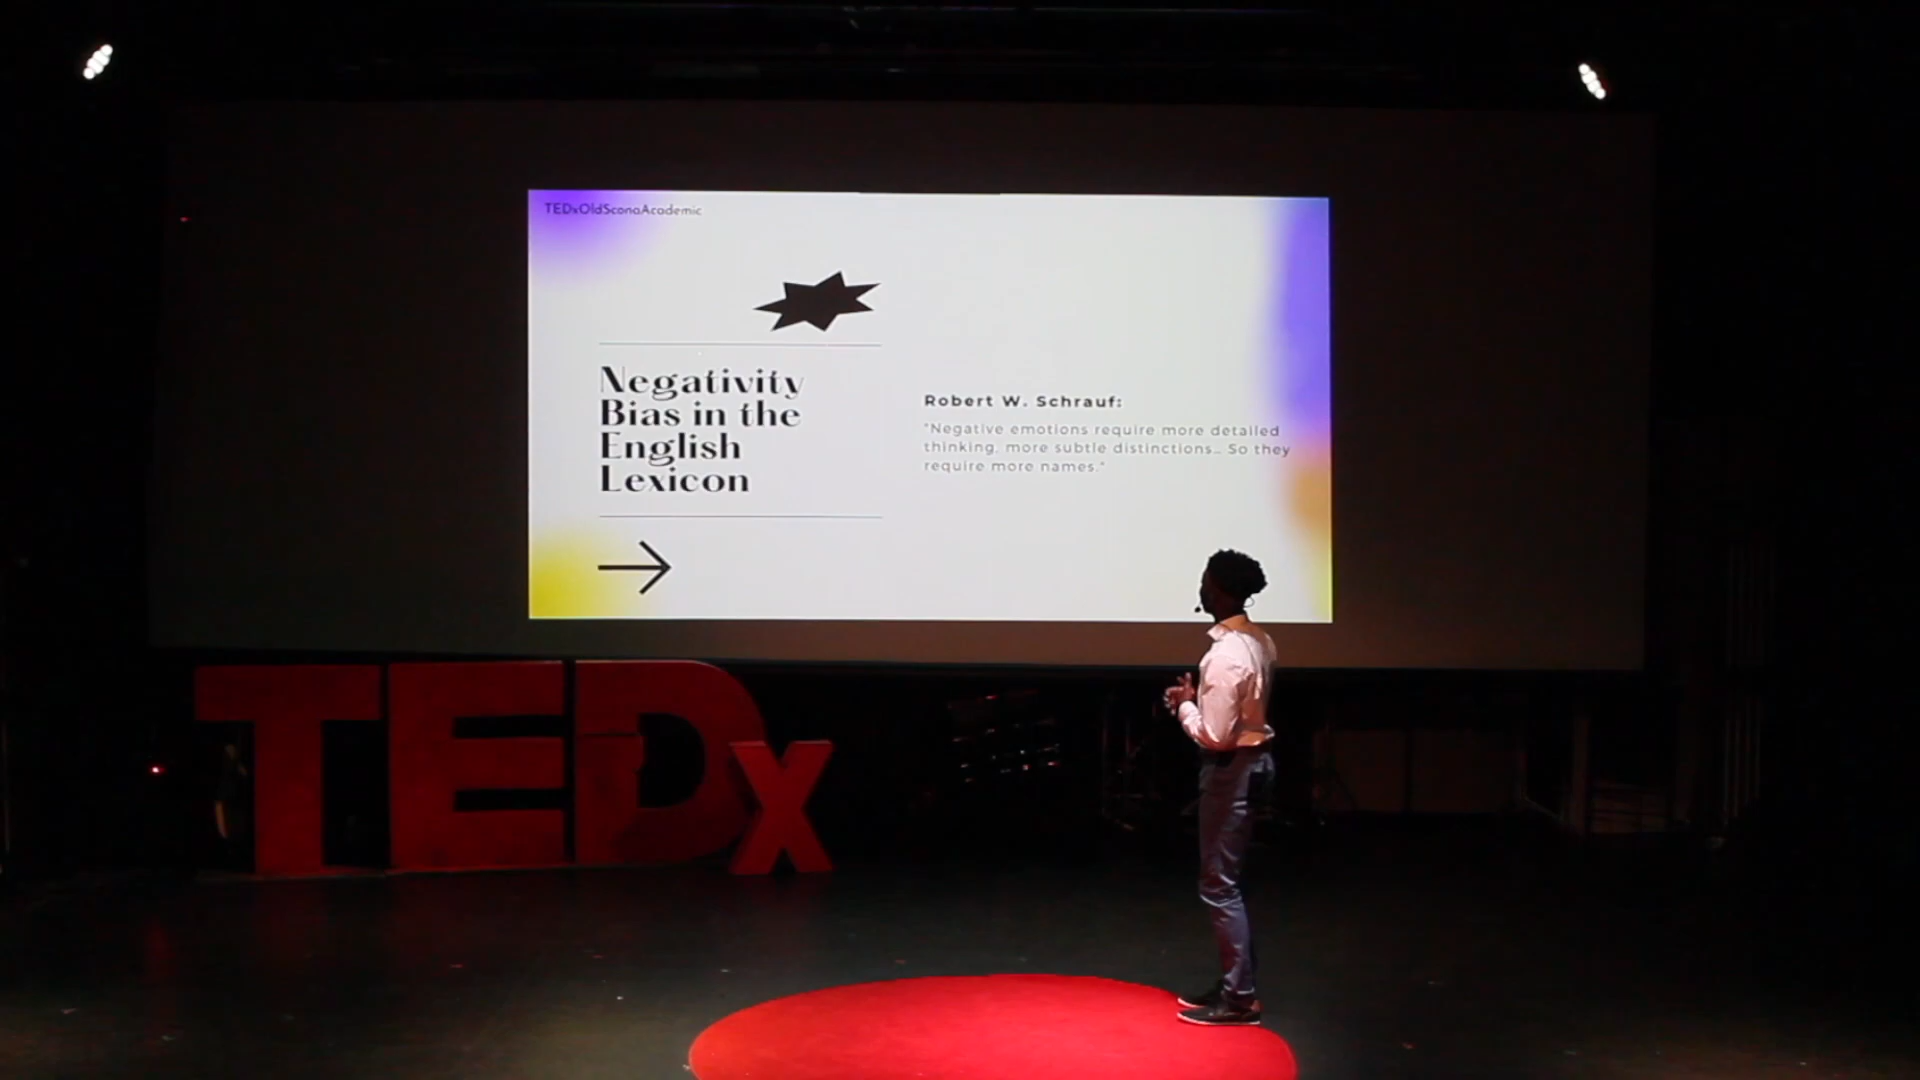 TEDxOldSconaAcademic
Negativity
Bias in the
English
Lexicon
Robert W. Schrauf:
"Negative emotions require more detailed
thinking, more subtle distinctions... So they
require more names."
TEDx